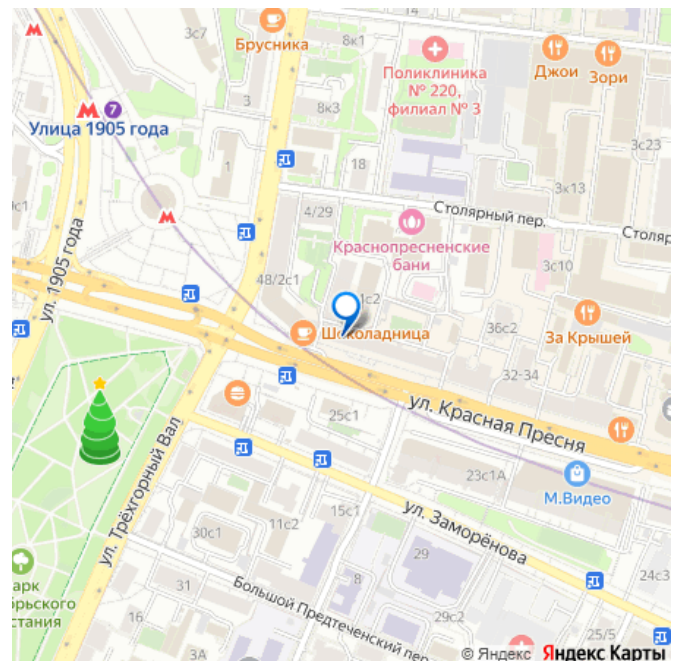 3с7
Брусника
8к1
Поликлиника
№ 220,
филиал № 3
Джои
Зори
7
Улица 1905 года
3
8к3
3с23
1
18
3к13
Столярный пер.
4/29
Краснопресненские
бани
ул. 1905 года
48/2с1
3с10
36с2
За Крышей
Шоколадница
32-34
ул. Красная Пресня
25с1
23с1А
М.Видео
ул. Трёхгорный Вал
ул. Заморёнова
15с1
11с2
30с1
29
24с3
31
8
Большой Предтеченский пер.
16
29с2
25/5
3А
© Яндекс Яндекс Карты